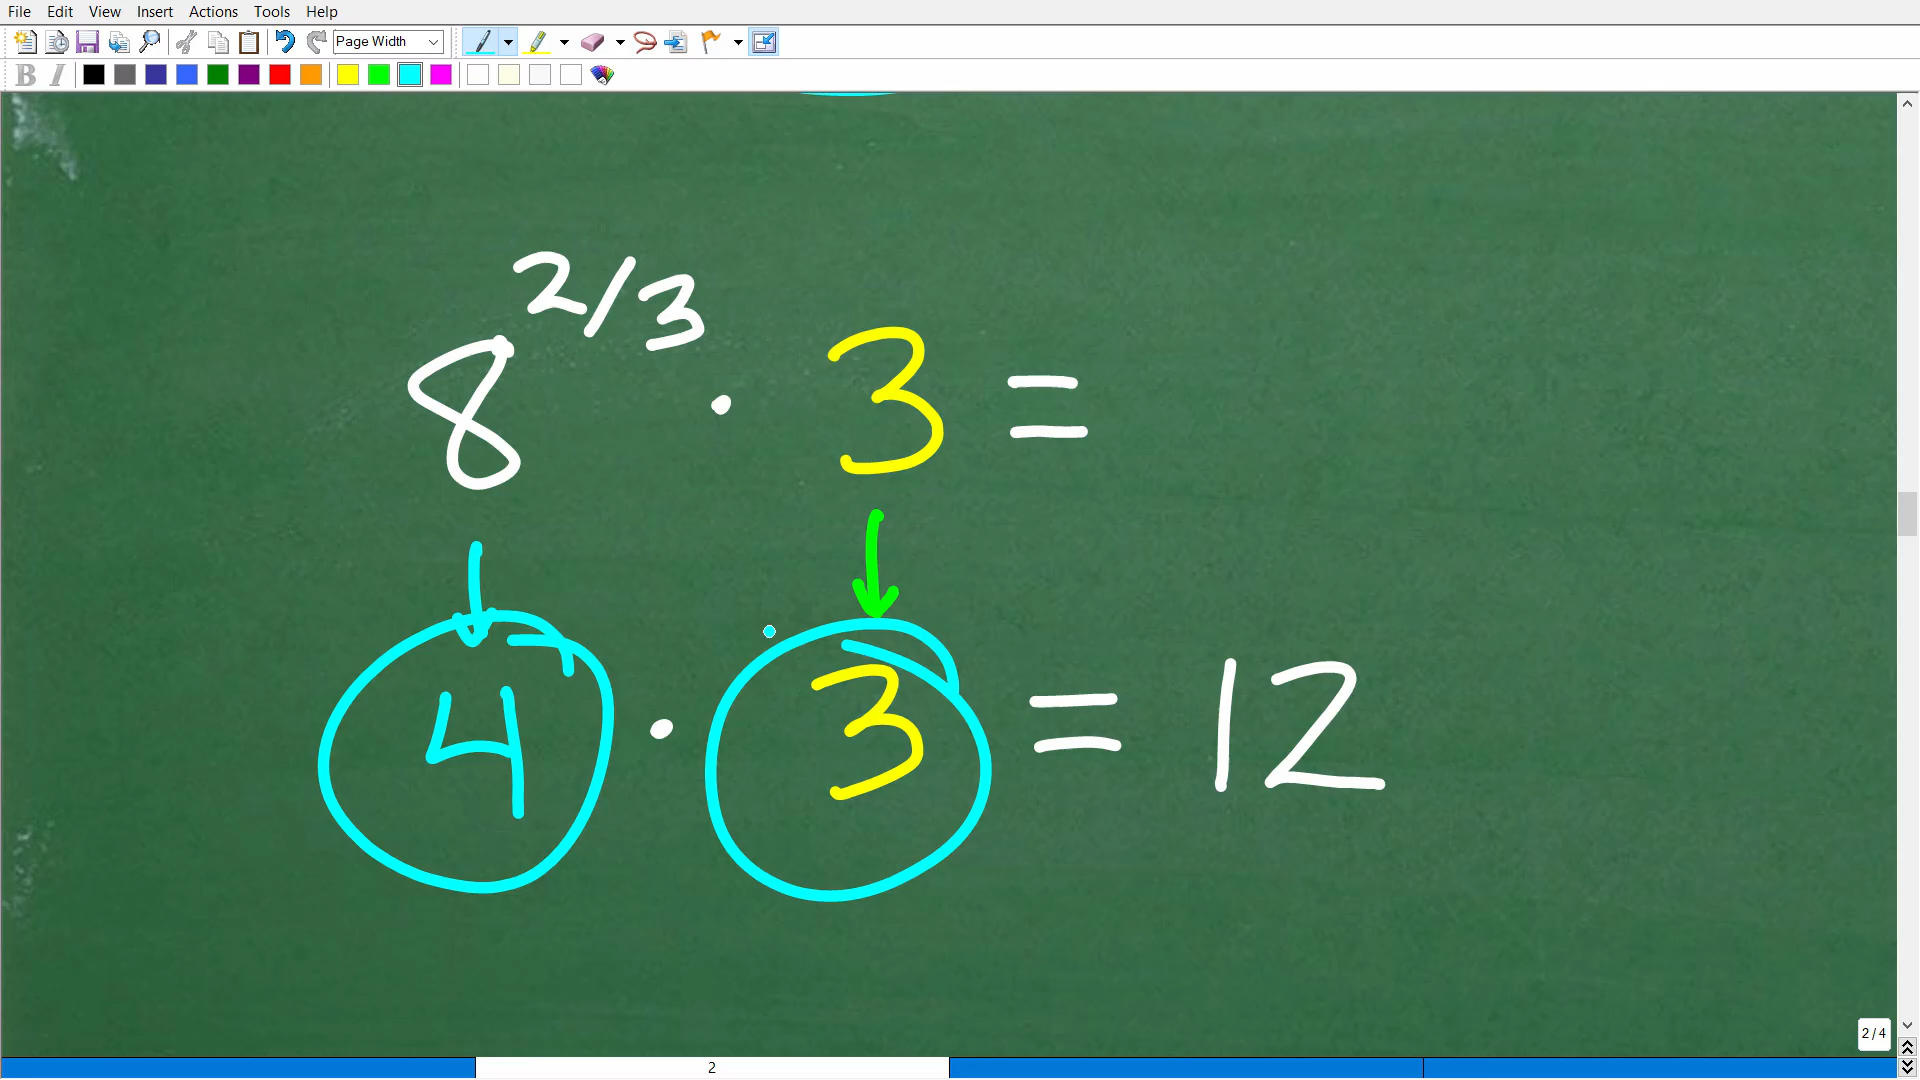 File Edit View Insert Actions Tools Help
Page Width
B I
8^2/3 · 3 =
4 · 3 = 12
2 / 4
2